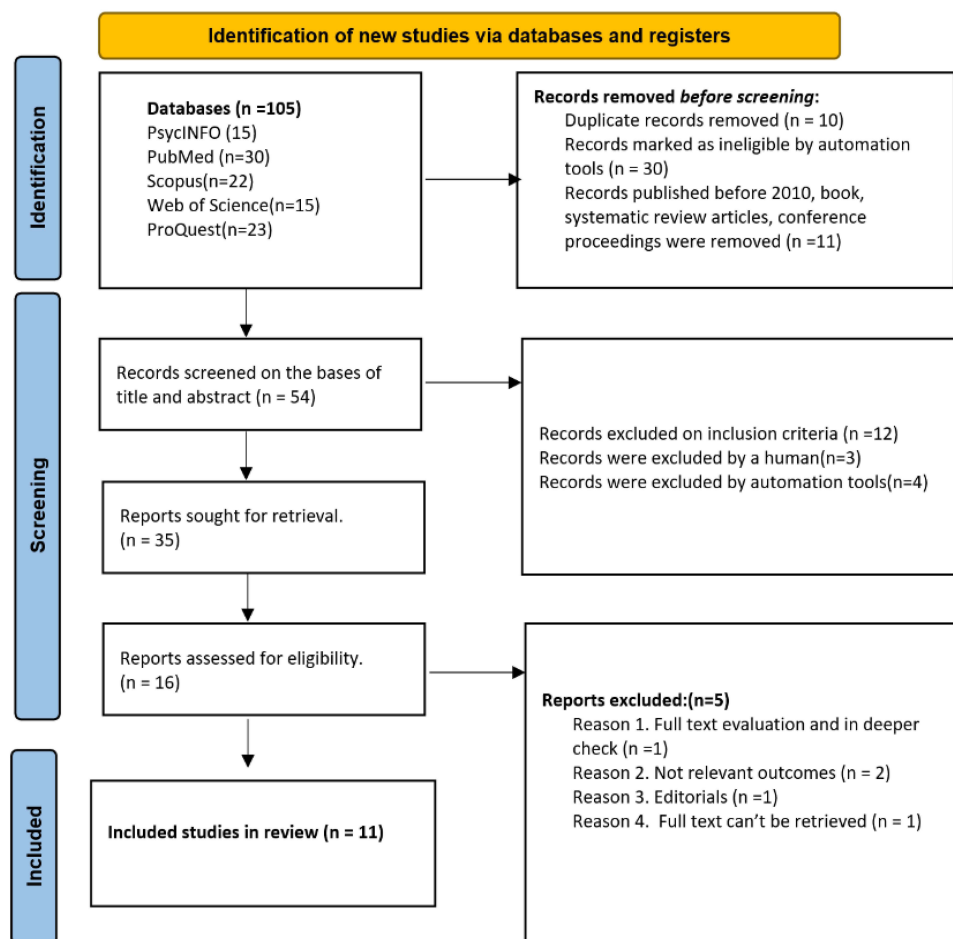 Identification of new studies via databases and registers
Identification
Databases (n =105)
PsycINFO (15)
PubMed (n=30)
Scopus(n=22)
Web of Science(n=15)
ProQuest(n=23)
Records removed before screening:
Duplicate records removed (n = 10)
Records marked as ineligible by automation
tools (n = 30)
Records published before 2010, book,
systematic review articles, conference
proceedings were removed (n =11)
Screening
Records screened on the bases of
title and abstract (n = 54)
Records excluded on inclusion criteria (n =12)
Records were excluded by a human(n=3)
Records were excluded by automation tools(n=4)
Reports sought for retrieval.
(n = 35)
Reports assessed for eligibility.
(n = 16)
Reports excluded:(n=5)
Reason 1. Full text evaluation and in deeper
check (n =1)
Reason 2. Not relevant outcomes (n = 2)
Reason 3. Editorials (n =1)
Reason 4.  Full text can't be retrieved (n = 1)
Included
Included studies in review (n = 11)